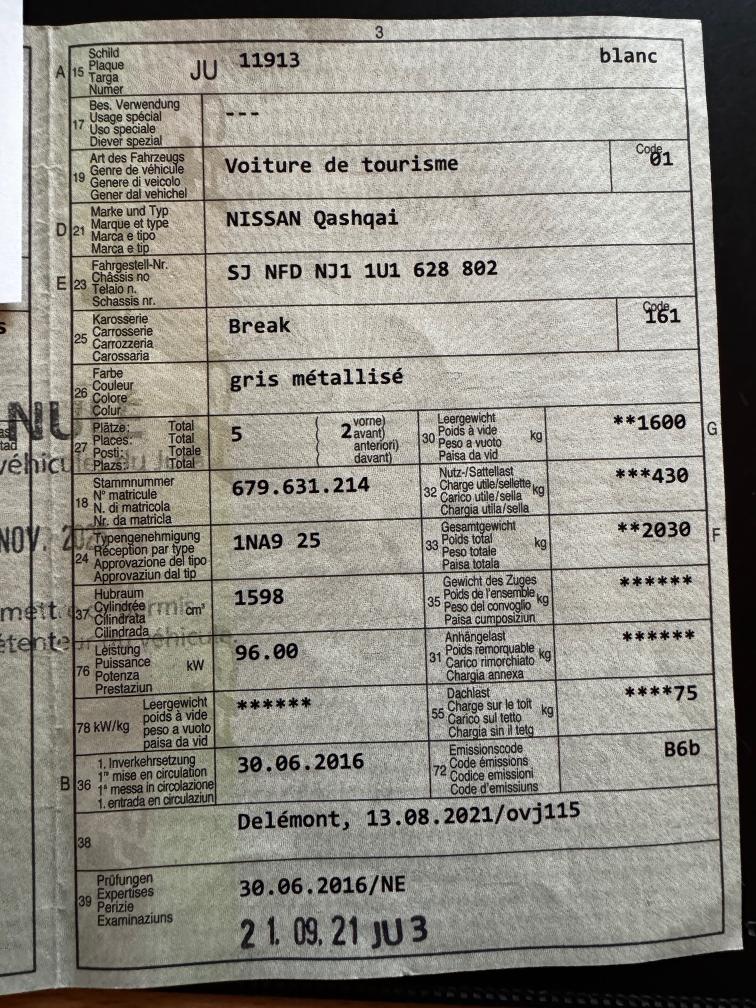 3
A 15 Schild
Plaque
Targa
Numer
JU 11913 blanc
17 Bes. Verwendung
Usage spécial
Uso speciale
Diever spezial
---
19 Art des Fahrzeugs
Genre de véhicule
Genere di veicolo
Gener dal vehichel
Voiture de tourisme
Code 01
D 21 Marke und Typ
Marque et type
Marca e tipo
Marca e tip
NISSAN Qashqai
E 23 Fahrgestell-Nr.
Châssis no
Telaio n.
Schassis nr.
SJ NFD NJ1 1U1 628 802
25 Karosserie
Carrosserie
Carrozzeria
Carossaria
Break
Code 161
26 Farbe
Couleur
Colore
Colur
gris métallisé
27 Plätze: Total
Places: Total
Posti: Totale
Plazs: Total
5
2 vorne)
avant)
anteriori)
davant)
30 Leergewicht
Poids à vide
Peso a vuoto
Paisa da vid
kg
**1600
G
18 Stammnummer
N° matricule
N. di matricola
Nr. da matricla
679.631.214
32 Nutz-/Sattellast
Charge utile/sellette
Carico utile/sella
Chargia utila/sella
kg
***430
24 Typengenehmigung
Réception par type
Approvazione del tipo
Approvaziun dal tip
1NA9 25
33 Gesamtgewicht
Poids total
Peso totale
Paisa totala
kg
**2030
F
37 Hubraum
Cylindrée
Cilindrata
Cilindrada
cm³
1598
35 Gewicht des Zuges
Poids de l'ensemble
Peso del convoglio
Paisa cumposiziun
kg
******
76 Leistung
Puissance
Potenza
Prestaziun
kW
96.00
31 Anhängelast
Poids remorquable
Carico rimorchiato
Chargia annexa
kg
******
78 kW/kg Leergewicht
poids à vide
peso a vuoto
paisa da vid
******
55 Dachlast
Charge sur le toit
Carico sul tetto
Chargia sin il tetg
kg
****75
B 36 1. Inverkehrsetzung
1re mise en circulation
1a messa in circolazione
1. entrada en circulaziun
30.06.2016
72 Emissionscode
Code émissions
Codice emissioni
Code d'emissiuns
B6b
38
Delémont, 13.08.2021/ovj115
39 Prüfungen
Expertises
Perizie
Examinaziuns
30.06.2016/NE
21.09.21 JU 3